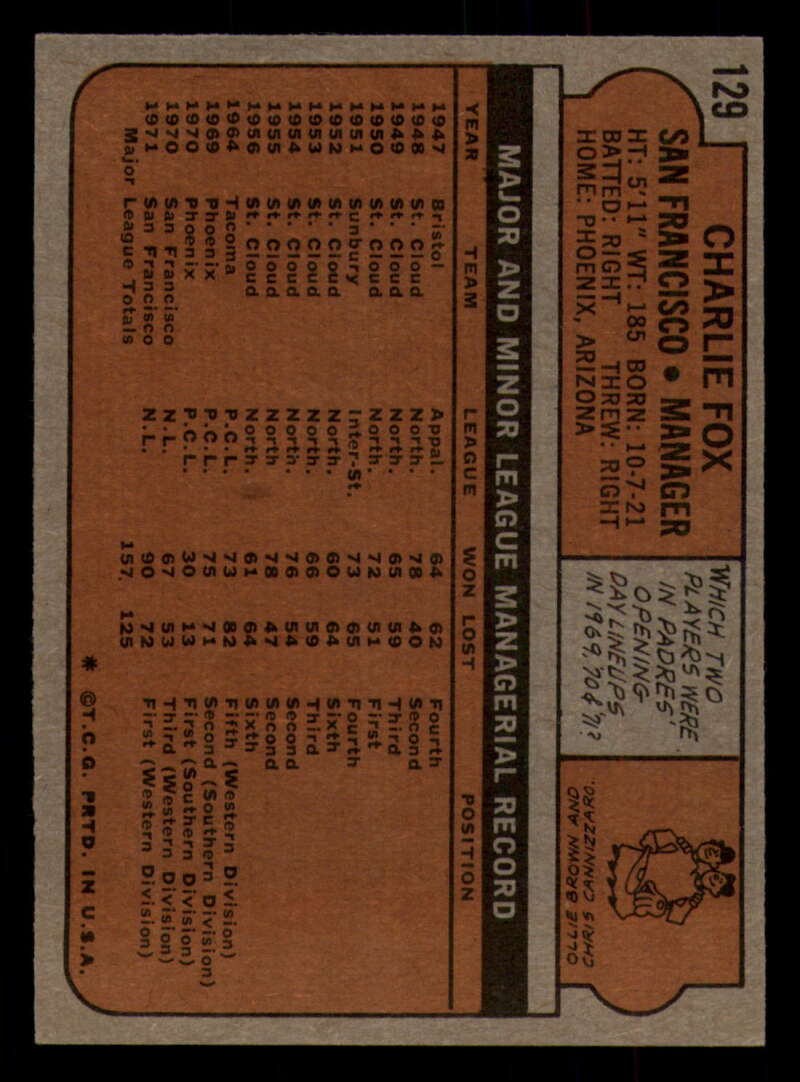 129
CHARLIE FOX
SAN FRANCISCO • MANAGER
HT: 5'11" WT: 185 BORN: 10-7-21
BATTED: RIGHT THREW: RIGHT
HOME: PHOENIX, ARIZONA
WHICH TWO
PLAYERS WERE
IN PADRES'
OPENING
DAY LINEUPS
IN 1969, '70 & '71?
OLLIE BROWN AND
CHRIS CANNIZZARO.
MAJOR AND MINOR LEAGUE MANAGERIAL RECORD
YEAR TEAM LEAGUE WON LOST POSITION
1947 Bristol Appal. 64 62 Fourth
1948 St. Cloud North. 78 40 Second
1949 St. Cloud North. 65 59 Third
1950 St. Cloud North. 72 51 First
1951 Sunbury Inter-St. 73 65 Fourth
1952 St. Cloud North. 60 64 Sixth
1953 St. Cloud North. 66 59 Third
1954 St. Cloud North. 76 54 Second
1955 St. Cloud North 78 47 Second
1956 St. Cloud North. 61 64 Sixth
1964 Tacoma P.C.L. 73 82 Fifth (Western Division)
1969 Phoenix P.C.L. 75 71 Second (Southern Division)
1970 Phoenix P.C.L. 30 13 First (Southern Division)
1970 San Francisco N.L. 67 53 Third (Western Division)
1971 San Francisco N.L. 90 72 First (Western Division)
Major League Totals 157, 125
* ©T.C.G. PRTD. IN U.S.A.